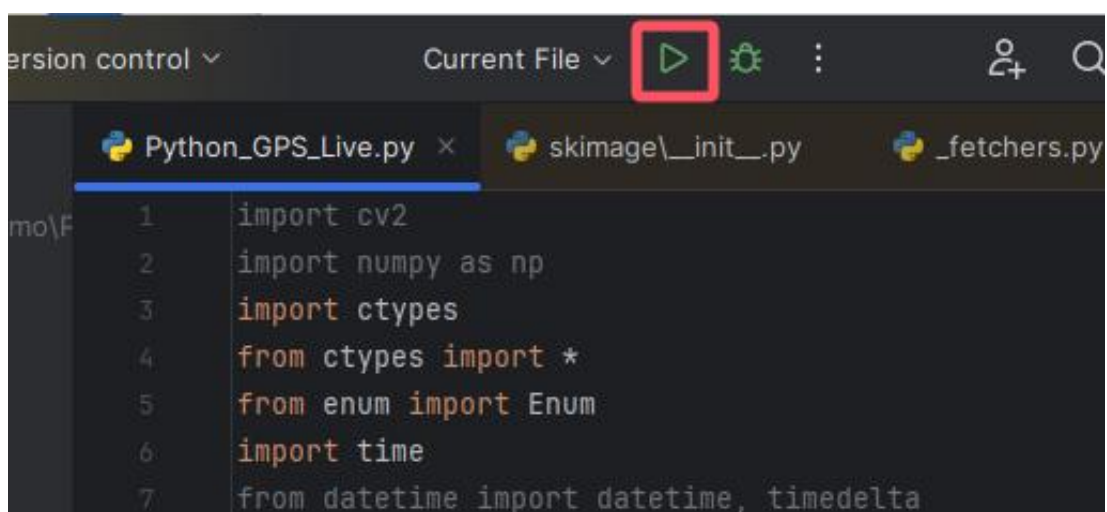 ersion control
Current File
Python_GPS_Live.py
skimage\__init__.py
_fetchers.py
mo\F
1 import cv2
2 import numpy as np
3 import ctypes
4 from ctypes import *
5 from enum import Enum
6 import time
7 from datetime import datetime, timedelta